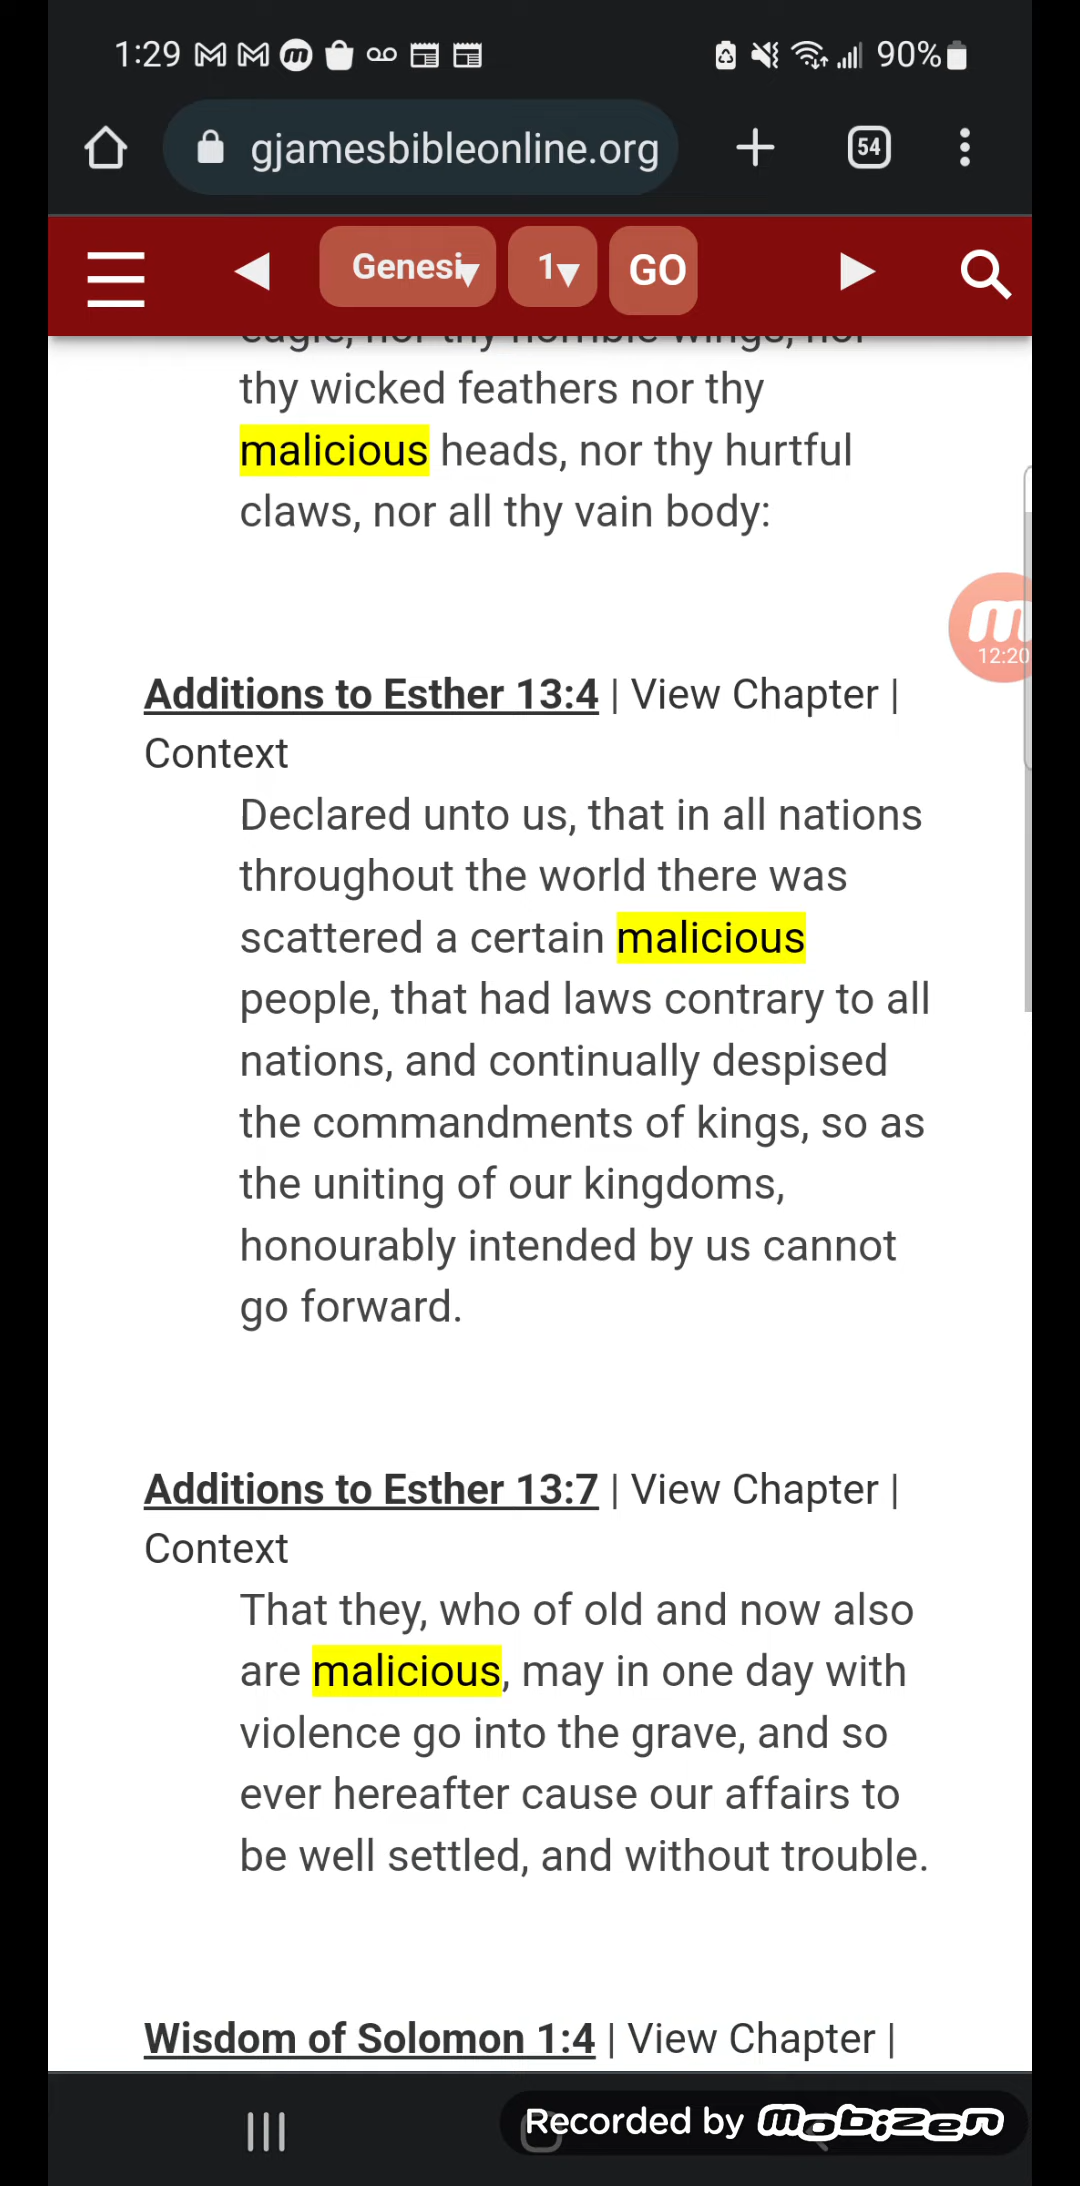 1:29 90%
gjamesbibleonline.org 54
Genesi 1 GO
eagle, nor thy horrible wings, nor
thy wicked feathers nor thy
malicious heads, nor thy hurtful
claws, nor all thy vain body:
12:20
Additions to Esther 13:4 | View Chapter |
Context
Declared unto us, that in all nations
throughout the world there was
scattered a certain malicious
people, that had laws contrary to all
nations, and continually despised
the commandments of kings, so as
the uniting of our kingdoms,
honourably intended by us cannot
go forward.
Additions to Esther 13:7 | View Chapter |
Context
That they, who of old and now also
are malicious, may in one day with
violence go into the grave, and so
ever hereafter cause our affairs to
be well settled, and without trouble.
Wisdom of Solomon 1:4 | View Chapter |
Recorded by mobizen